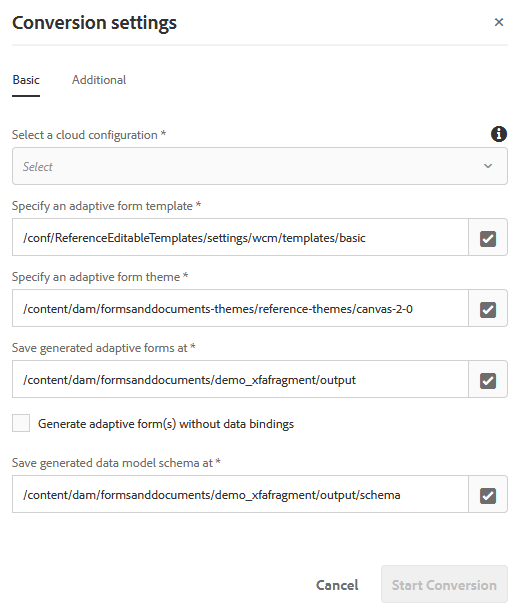 Conversion settings
Basic
Additional
Select a cloud configuration *
Select
Specify an adaptive form template *
/conf/ReferenceEditableTemplates/settings/wcm/templates/basic
Specify an adaptive form theme *
/content/dam/formsanddocuments-themes/reference-themes/canvas-2-0
Save generated adaptive forms at *
/content/dam/formsanddocuments/demo_xfafragment/output
Generate adaptive form(s) without data bindings
Save generated data model schema at *
/content/dam/formsanddocuments/demo_xfafragment/output/schema
Cancel
Start Conversion